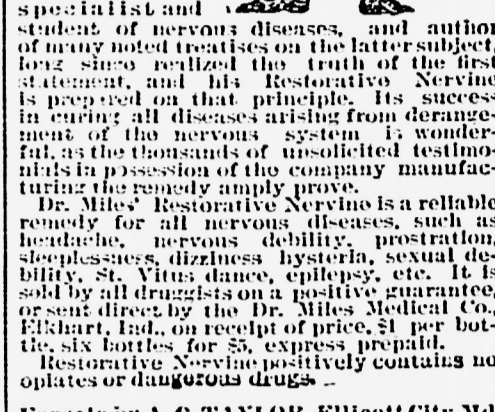 specialist and
student of nervous diseases, and author
of many noted treatises on the latter subject,
long since realized the truth of the first
statement, and his Restorative Nervine
is prepared on that principle. Its success
in curing all diseases arising from derange-
ment of the nervous system is wonder-
ful, as the thousands of unsolicited testimo-
nials in possession of the company manufac-
turing the remedy amply prove.
Dr. Miles' Restorative Nervine is a reliable
remedy for all nervous diseases, such as
headache, nervous debility, prostration,
sleeplessness, dizziness hysteria, sexual de-
bility, St. Vitus dance, epilepsy, etc. It is
sold by all druggists on a positive guarantee,
or sent direct by the Dr. Miles Medical Co.,
Elkhart, Ind., on receipt of price, $1 per bot-
tle, six bottles for $5, express prepaid.
Restorative Nervine positively contains no
opiates or dangerous drugs.
A. C. TAYLOR, Ellicott City, Md